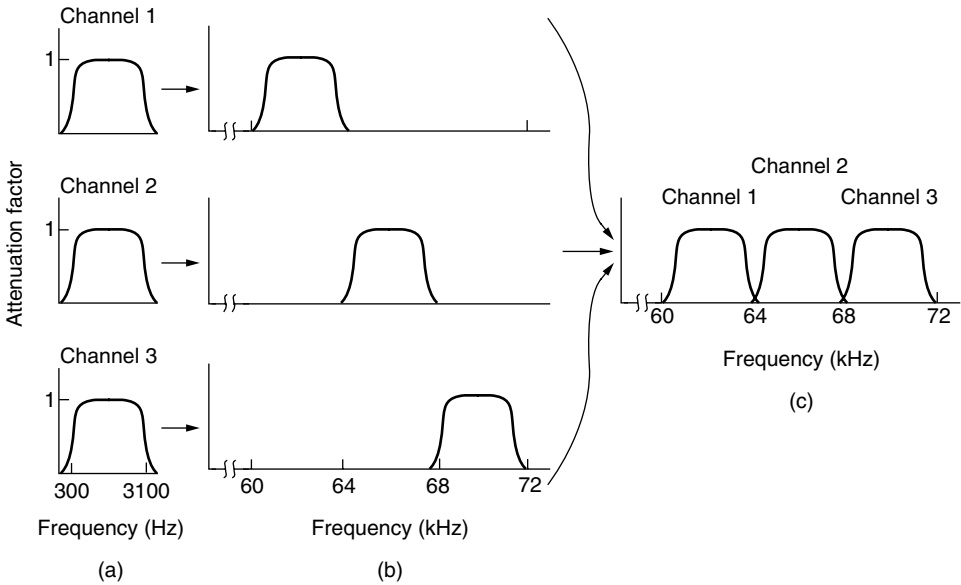 Channel 1
1
Channel 2
1
Channel 3
1
300 3100
Frequency (Hz)
(a)
Attenuation factor
60 64 68 72
Frequency (kHz)
(b)
Channel 2
Channel 1 Channel 3
60 64 68 72
Frequency (kHz)
(c)